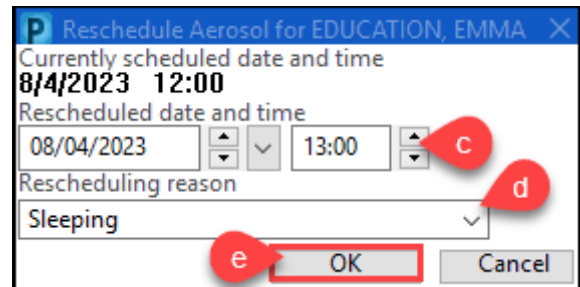 P Reschedule Aerosol for EDUCATION, EMMA
Currently scheduled date and time
8/4/2023 12:00
Rescheduled date and time
08/04/2023 13:00 c
Rescheduling reason
d
Sleeping
e OK Cancel